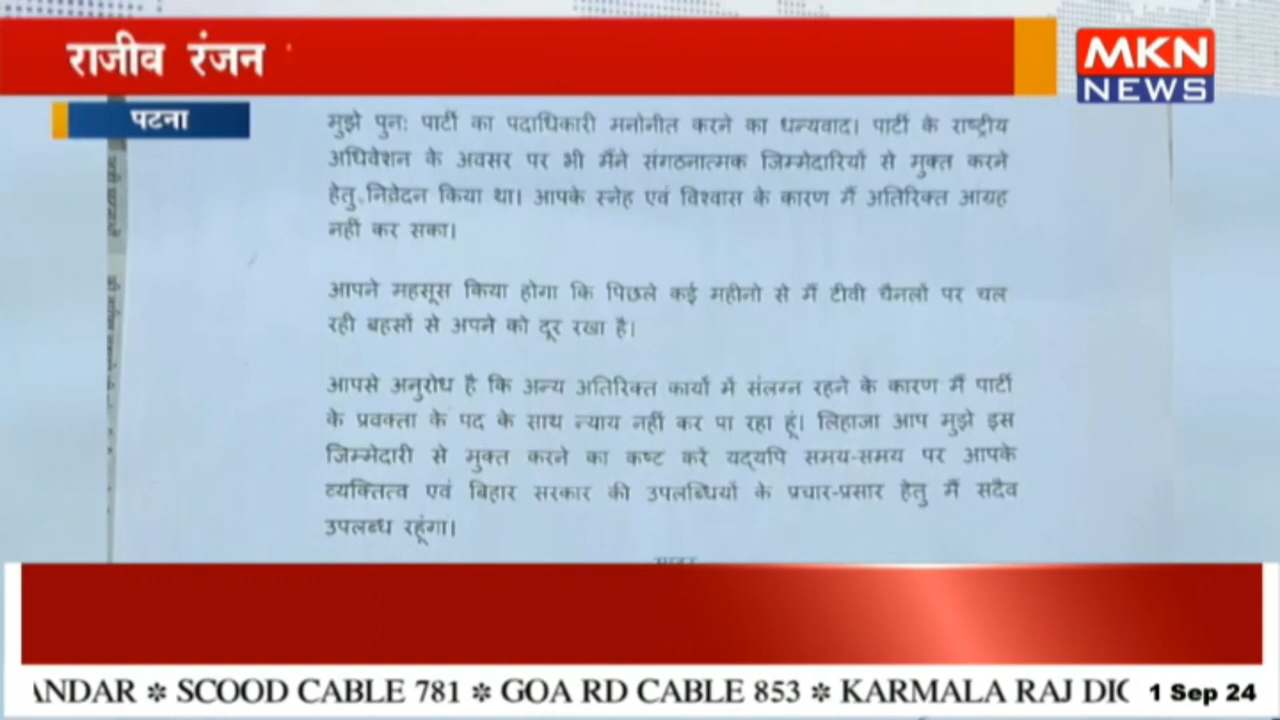 राजीव रंजन
MKN
NEWS
पटना
मुझे पुनः पार्टी का पदाधिकारी मनोनीत करने का धन्यवाद। पार्टी के राष्ट्रीय
अधिवेशन के अवसर पर भी मैंने संगठनात्मक जिम्मेदारियों से मुक्त करने
हेतु निवेदन किया था। आपके स्नेह एवं विश्वास के कारण मैं अतिरिक्त आग्रह
नहीं कर सका।
आपने महसूस किया होगा कि पिछले कई महीनो से मैं टीवी चैनलों पर चल
रही बहसों से अपने को दूर रखा है।
आपसे अनुरोध है कि अन्य अतिरिक्त कार्यों में संलग्न रहने के कारण मैं पार्टी
के प्रवक्ता के पद के साथ न्याय नहीं कर पा रहा हूं। लिहाजा आप मुझे इस
जिम्मेदारी से मुक्त करने का कष्ट करें यद्यपि समय-समय पर आपके
व्यक्तित्व एवं बिहार सरकार की उपलब्धियों के प्रचार-प्रसार हेतु मैं सदैव
उपलब्ध रहूंगा।
ANDAR ✻ SCOOD CABLE 781 ✻ GOA RD CABLE 853 ✻ KARMALA RAJ DIC
1 Sep 24